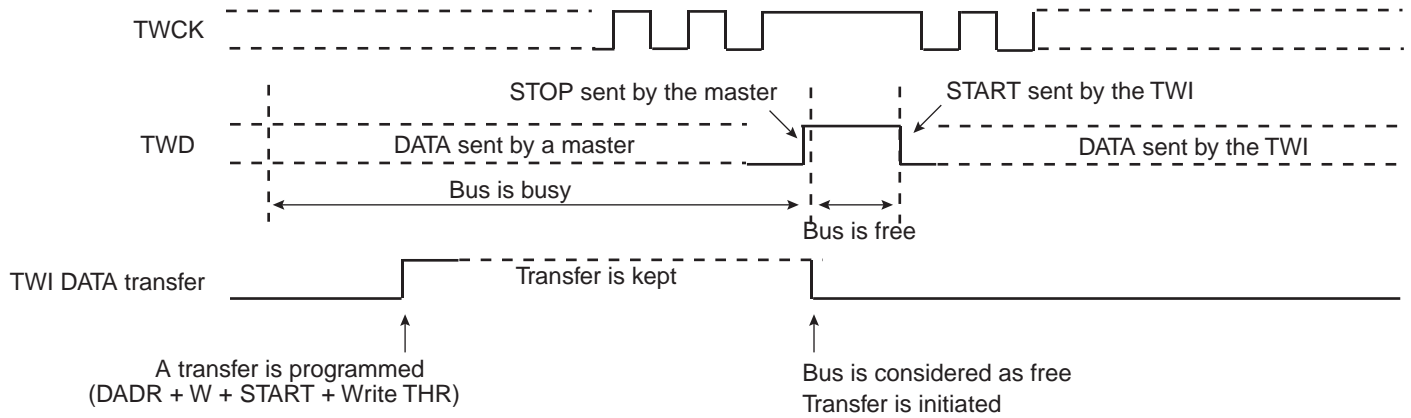 TWCK
STOP sent by the master
START sent by the TWI
TWD
DATA sent by a master
DATA sent by the TWI
Bus is busy
Bus is free
TWI DATA transfer
Transfer is kept
A transfer is programmed
(DADR + W + START + Write THR)
Bus is considered as free
Transfer is initiated